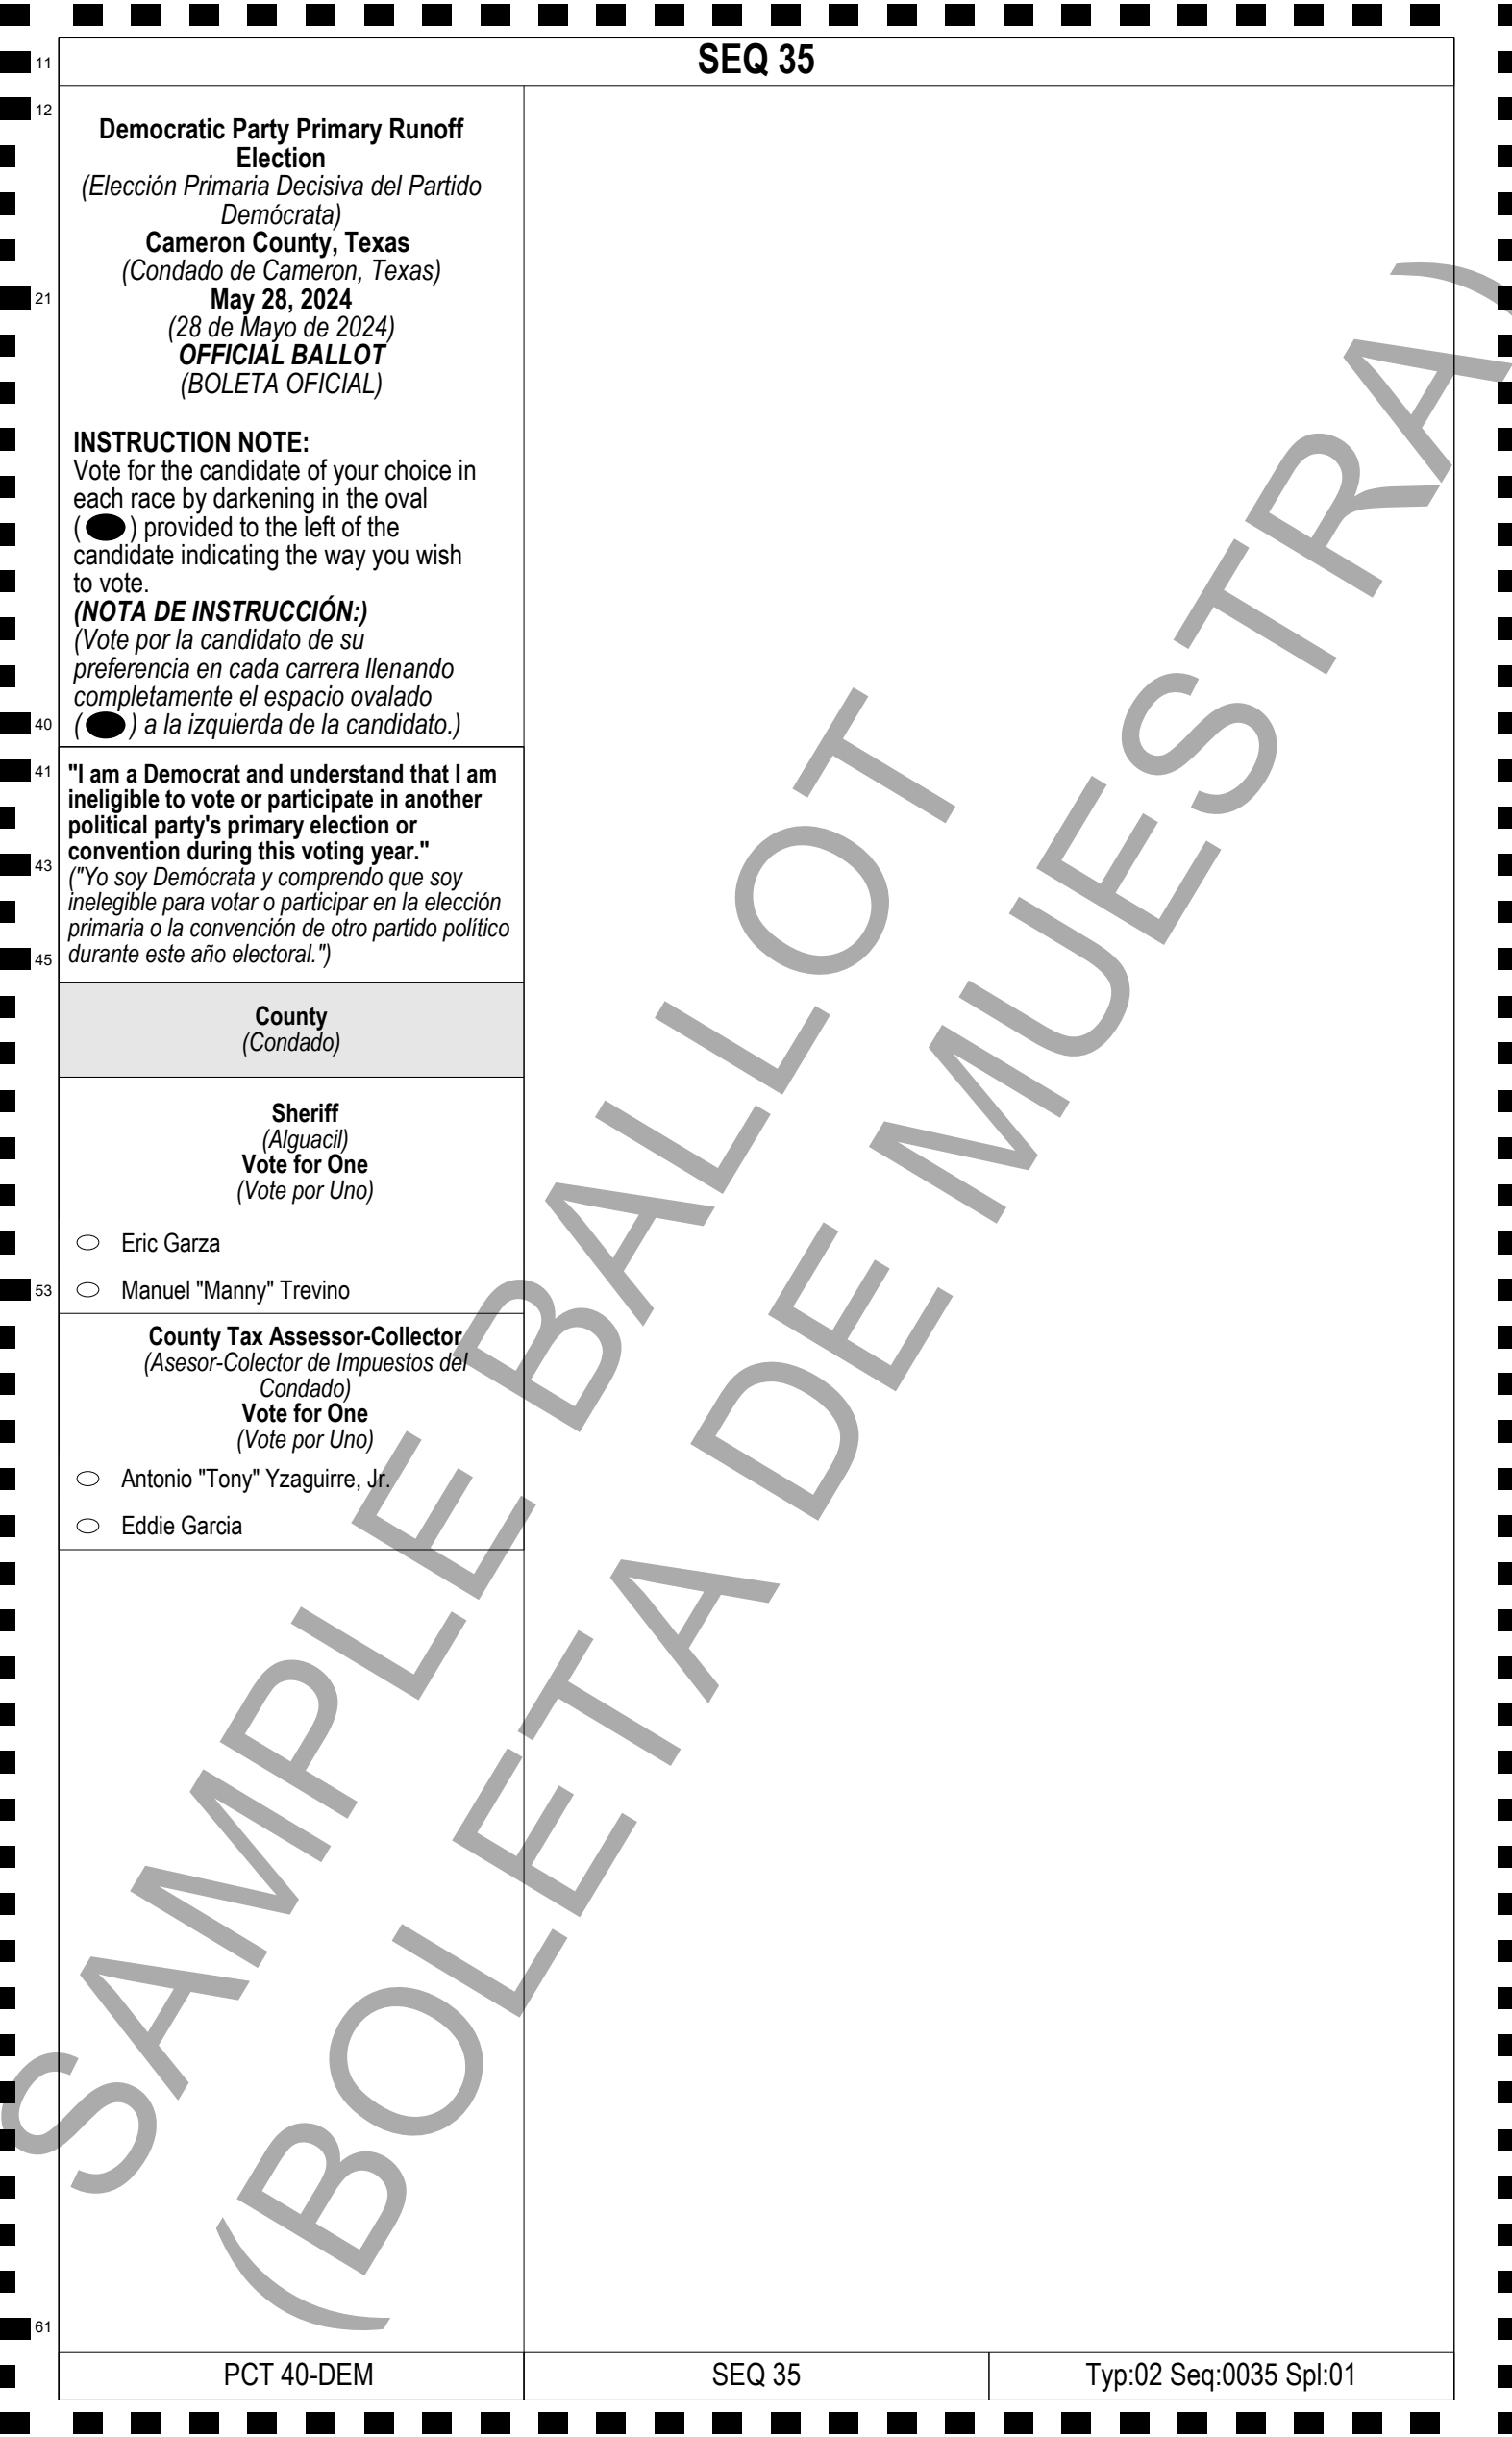 SEQ 35
11
12
Democratic Party Primary Runoff
Election
(Elección Primaria Decisiva del Partido
Demócrata)
Cameron County, Texas
(Condado de Cameron, Texas)
21
May 28, 2024
(28 de Mayo de 2024)
OFFICIAL BALLOT
(BOLETA OFICIAL)
INSTRUCTION NOTE:
Vote for the candidate of your choice in
each race by darkening in the oval
( ) provided to the left of the
candidate indicating the way you wish
to vote.
(NOTA DE INSTRUCCIÓN:)
(Vote por la candidato de su
preferencia en cada carrera llenando
completamente el espacio ovalado
40
( ) a la izquierda de la candidato.)
41
"I am a Democrat and understand that I am
ineligible to vote or participate in another
political party's primary election or
convention during this voting year."
43
("Yo soy Demócrata y comprendo que soy
inelegible para votar o participar en la elección
primaria o la convención de otro partido político
durante este año electoral.")
45
County
(Condado)
Sheriff
(Alguacil)
Vote for One
(Vote por Uno)
Eric Garza
53
Manuel "Manny" Trevino
County Tax Assessor-Collector
(Asesor-Colector de Impuestos del
Condado)
Vote for One
(Vote por Uno)
Antonio "Tony" Yzaguirre, Jr.
Eddie Garcia
SAMPLE BALLOT
(BOLETA DE MUESTRA)
61
PCT 40-DEM
SEQ 35
Typ:02 Seq:0035 Spl:01